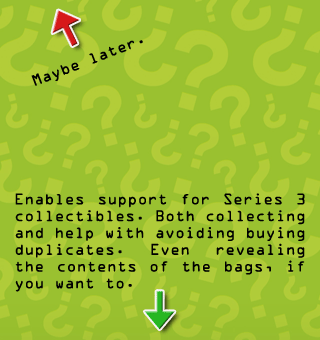 Maybe later.
Enables support for Series 3
collectibles. Both collecting
and help with avoiding buying
duplicates. Even revealing
the contents of the bags, if
you want to.